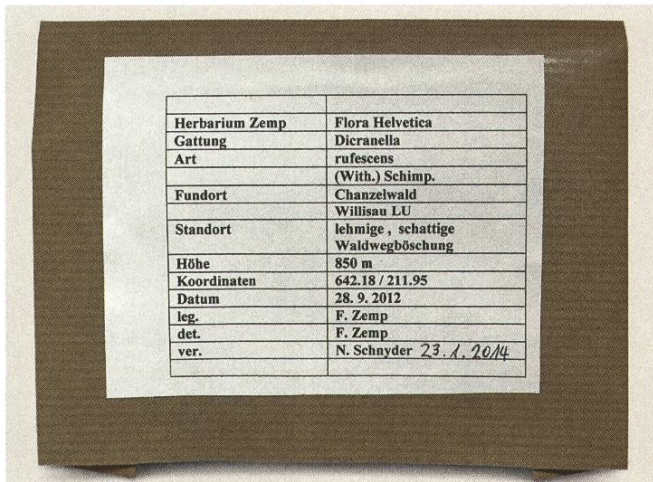 Herbarium Zemp Flora Helvetica
Gattung Dicranella
Art rufescens
(With.) Schimp.
Fundort Chanzelwald
Willisau LU
Standort lehmige , schattige
Waldwegböschung
Höhe 850 m
Koordinaten 642.18 / 211.95
Datum 28. 9. 2012
leg. F. Zemp
det. F. Zemp
ver. N. Schnyder 23. 1. 2014